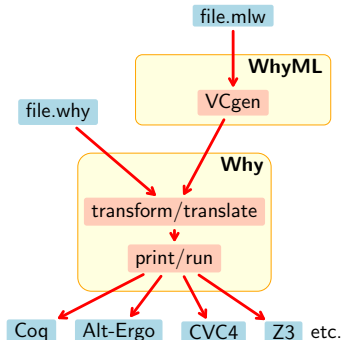 file.mlw
WhyML
VCgen
file.why
Why
transform/translate
print/run
Coq Alt-Ergo CVC4 Z3 etc.